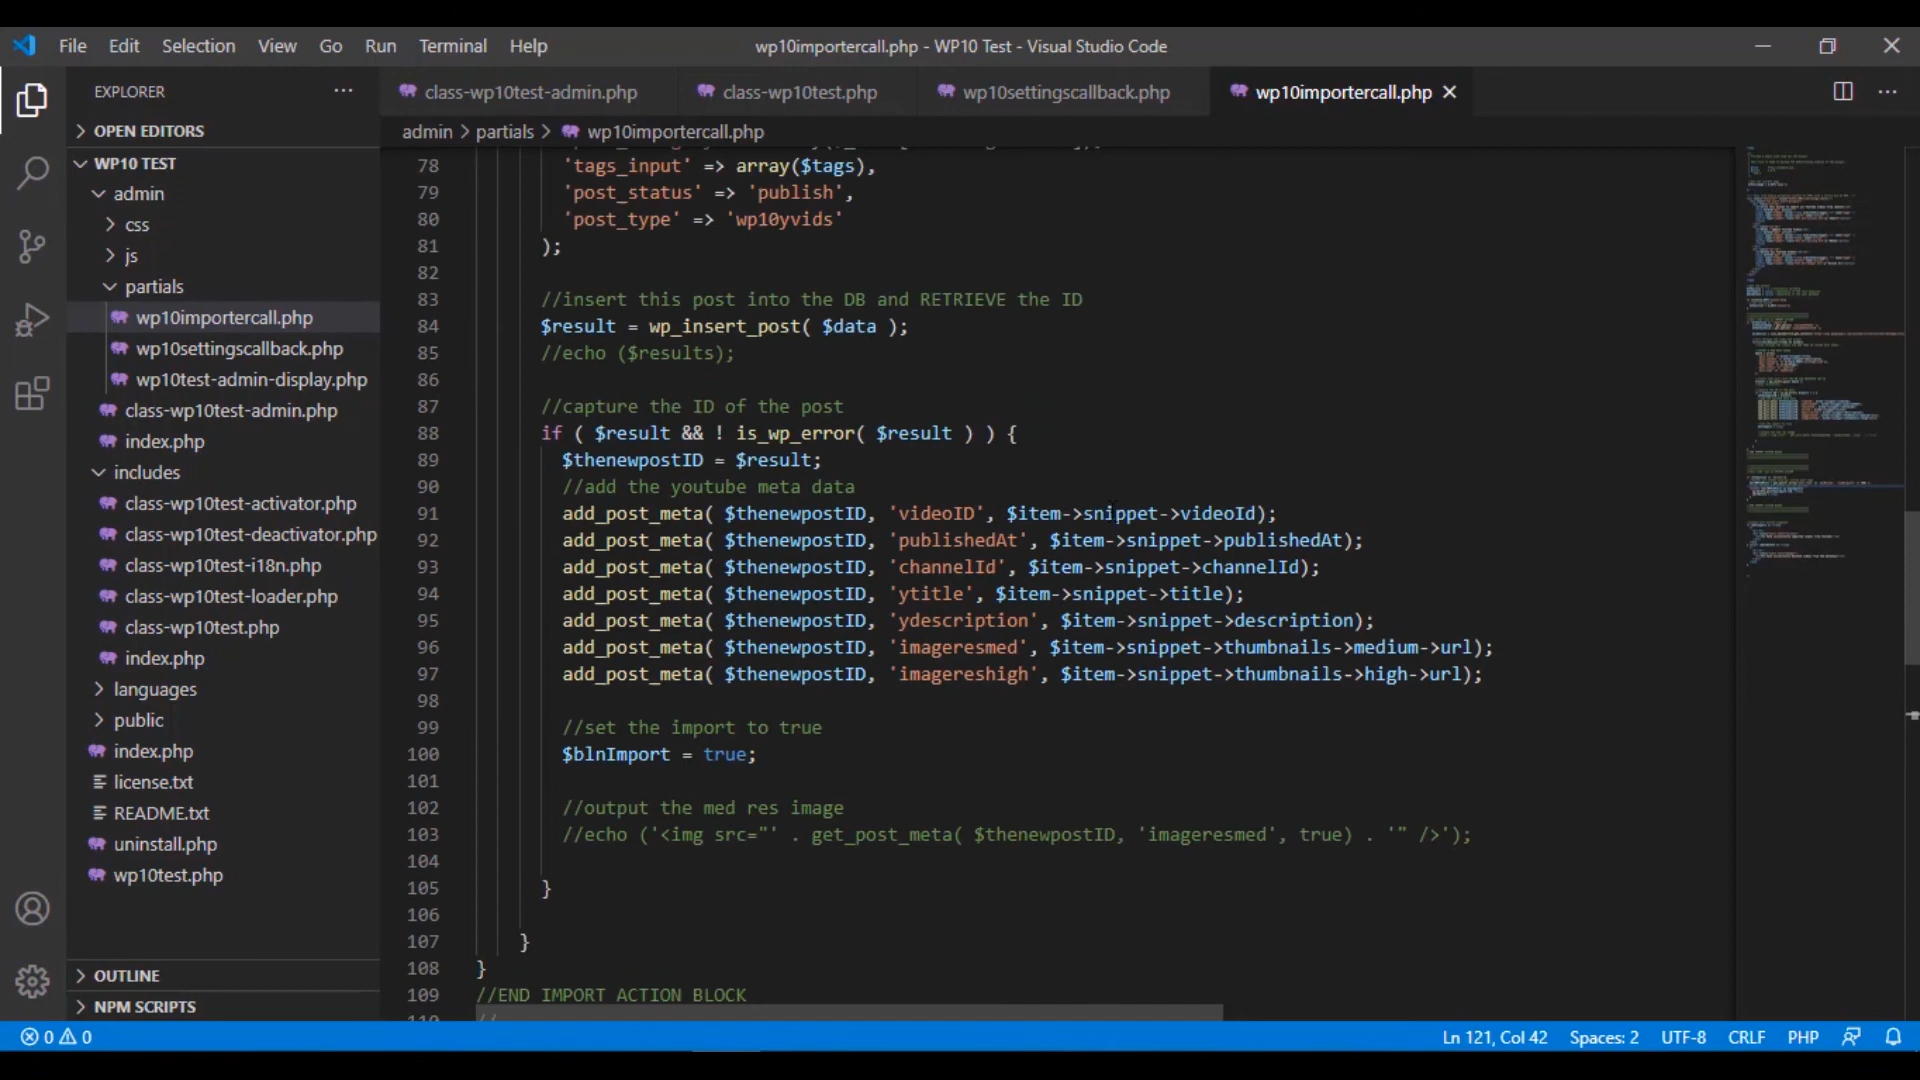 File Edit Selection View Go Run Terminal Help
wp10importercall.php - WP10 Test - Visual Studio Code
EXPLORER
OPEN EDITORS
WP10 TEST
admin
css
js
partials
wp10importercall.php
wp10settingscallback.php
wp10test-admin-display.php
class-wp10test-admin.php
index.php
includes
class-wp10test-activator.php
class-wp10test-deactivator.php
class-wp10test-i18n.php
class-wp10test-loader.php
class-wp10test.php
index.php
languages
public
index.php
license.txt
README.txt
uninstall.php
wp10test.php
OUTLINE
NPM SCRIPTS
class-wp10test-admin.php class-wp10test.php wp10settingscallback.php wp10importercall.php
admin > partials > wp10importercall.php
78 'tags_input' => array($tags),
79 'post_status' => 'publish',
80 'post_type' => 'wp10yvids'
81 );
82
83 //insert this post into the DB and RETRIEVE the ID
84 $result = wp_insert_post( $data );
85 //echo ($results);
86
87 //capture the ID of the post
88 if ( $result && ! is_wp_error( $result ) ) {
89 $thenewpostID = $result;
90 //add the youtube meta data
91 add_post_meta( $thenewpostID, 'videoID', $item->snippet->videoId);
92 add_post_meta( $thenewpostID, 'publishedAt', $item->snippet->publishedAt);
93 add_post_meta( $thenewpostID, 'channelId', $item->snippet->channelId);
94 add_post_meta( $thenewpostID, 'ytitle', $item->snippet->title);
95 add_post_meta( $thenewpostID, 'ydescription', $item->snippet->description);
96 add_post_meta( $thenewpostID, 'imageresmed', $item->snippet->thumbnails->medium->url);
97 add_post_meta( $thenewpostID, 'imagereshigh', $item->snippet->thumbnails->high->url);
98
99 //set the import to true
100 $blnImport = true;
101
102 //output the med res image
103 //echo ('<img src="' . get_post_meta( $thenewpostID, 'imageresmed', true) . '" />');
104
105 }
106
107 }
108 }
109 //END IMPORT ACTION BLOCK
110 //
0 0
Ln 121, Col 42 Spaces: 2 UTF-8 CRLF PHP